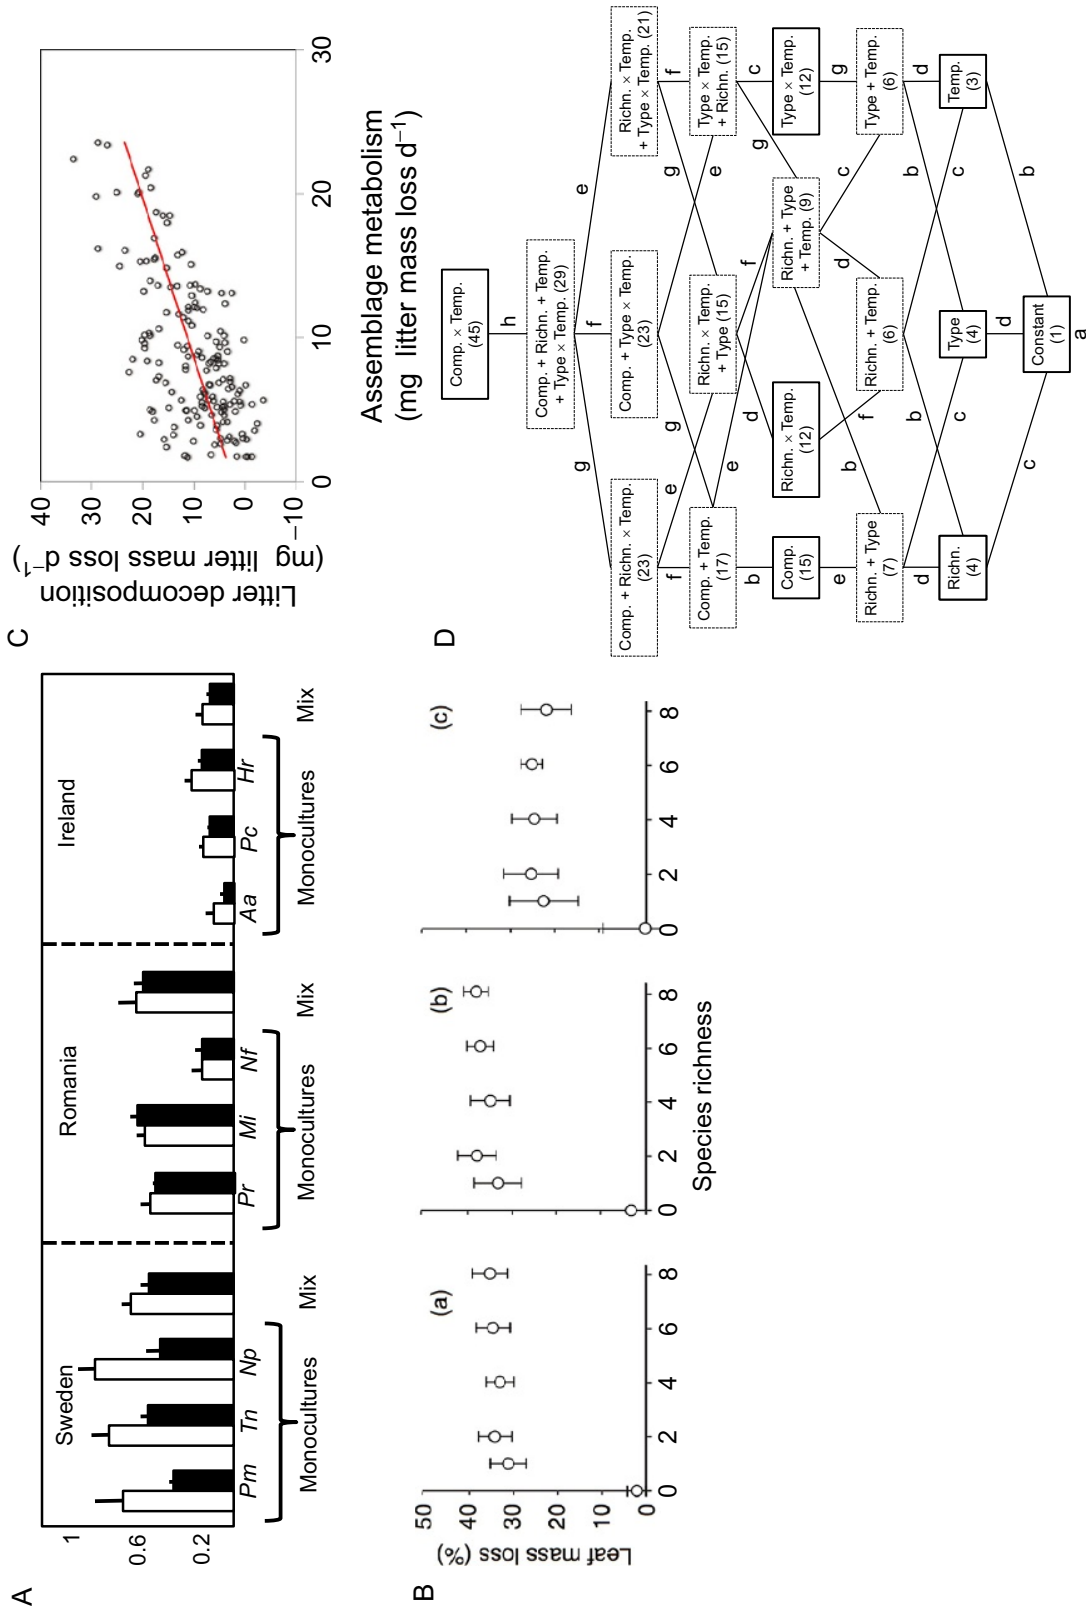 A
1
0.6
0.2
Sweden
Romania
Ireland
Pm
Tn
Np
Mix
Pr
Mi
Nf
Mix
Aa
Pc
Hr
Mix
Monocultures
Monocultures
Monocultures
B
Leaf mass loss (%)
50
40
30
20
10
0
(a)
0
2
4
6
8
(b)
0
2
4
6
8
(c)
0
2
4
6
8
Species richness
C
Litter decomposition
(mg litter mass loss d⁻¹)
40
30
20
10
0
−10
0
10
20
30
Assemblage metabolism
(mg litter mass loss d⁻¹)
D
Comp. × Temp.
(45)
h
Comp. + Richn. + Temp.
+ Type × Temp. (29)
g
f
e
Comp. + Richn. × Temp.
(23)
Comp. + Type × Temp.
(23)
Richn. × Temp.
+ Type × Temp. (21)
f
e
g
g
f
e
Comp. + Temp.
(17)
Richn. × Temp.
+ Type (15)
Type × Temp.
+ Richn. (15)
b
e
d
f
g
c
Comp.
(15)
Richn. × Temp.
(12)
Richn. + Type
+ Temp. (9)
Type × Temp.
(12)
e
b
f
d
c
g
Richn. + Type
(7)
Richn. + Temp.
(6)
Type + Temp.
(6)
d
c
b
b
c
d
Richn.
(4)
Type
(4)
Temp.
(3)
c
d
b
Constant
(1)
a